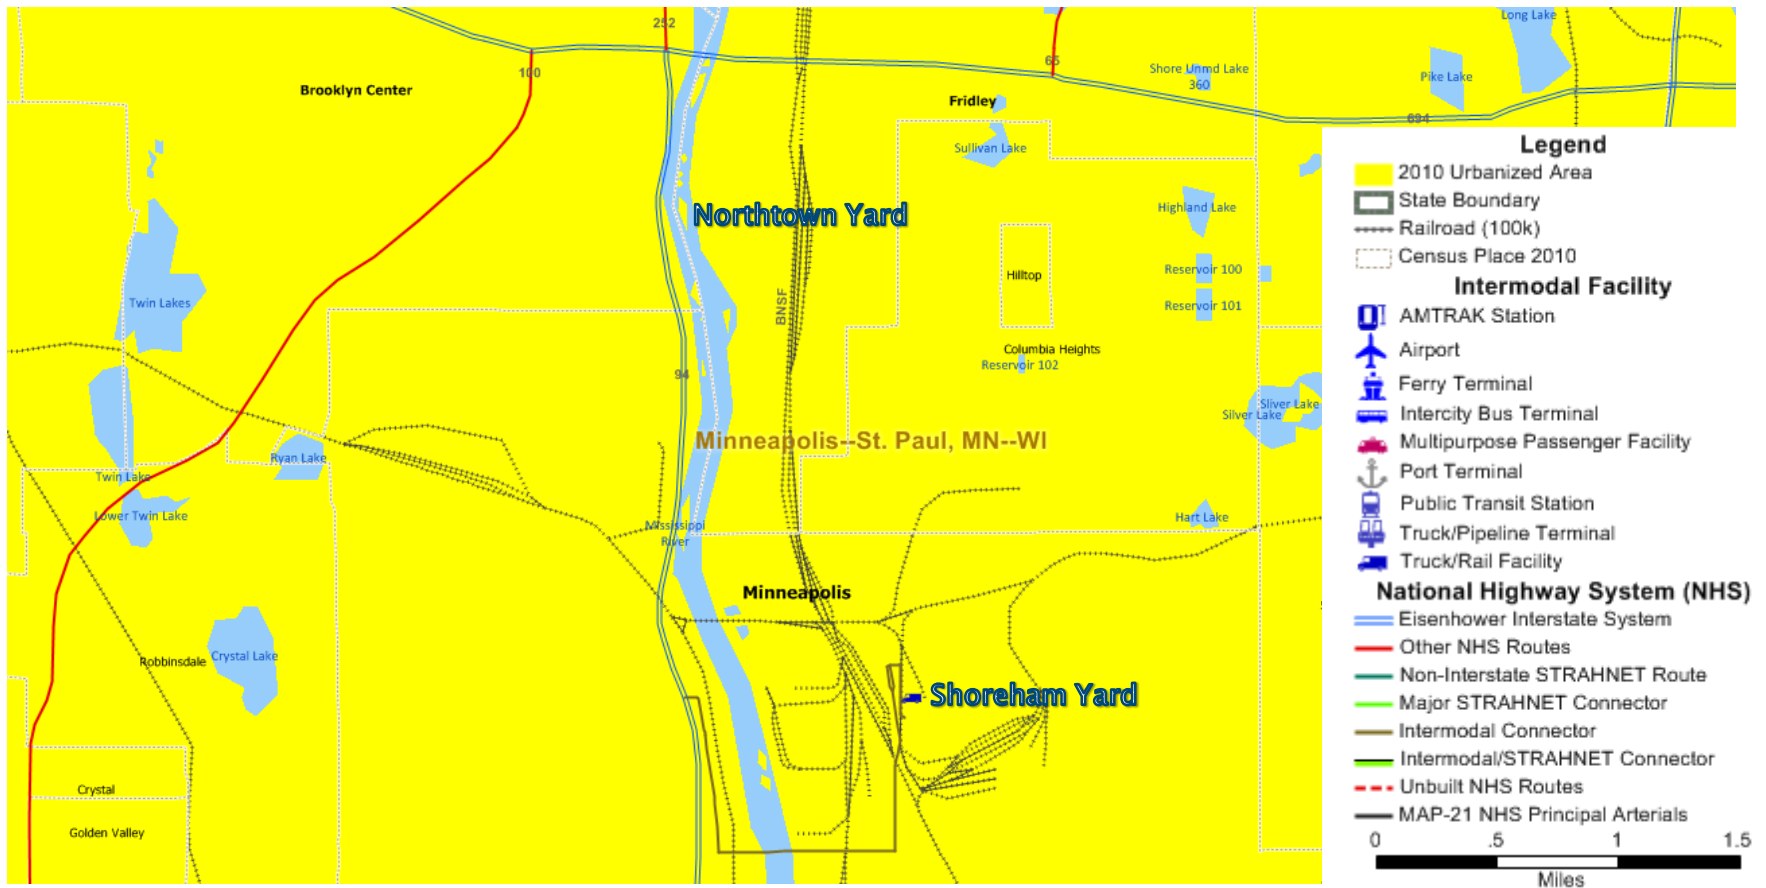 252
Long Lake
100
65
Shore Unmd Lake
360
Pike Lake
Brooklyn Center
Fridley
694
Sullivan Lake
Northtown Yard
Highland Lake
Hilltop
Reservoir 100
Twin Lakes
BNSF
Reservoir 101
Columbia Heights
Reservoir 102
94
Silver Lake
Sliver Lake
Minneapolis--St. Paul, MN--WI
Ryan Lake
Twin Lake
Lower Twin Lake
Mississippi
River
Hart Lake
Minneapolis
Robbinsdale
Crystal Lake
Shoreham Yard
Crystal
Golden Valley
Legend
2010 Urbanized Area
State Boundary
Railroad (100k)
Census Place 2010
Intermodal Facility
AMTRAK Station
Airport
Ferry Terminal
Intercity Bus Terminal
Multipurpose Passenger Facility
Port Terminal
Public Transit Station
Truck/Pipeline Terminal
Truck/Rail Facility
National Highway System (NHS)
Eisenhower Interstate System
Other NHS Routes
Non-Interstate STRAHNET Route
Major STRAHNET Connector
Intermodal Connector
Intermodal/STRAHNET Connector
Unbuilt NHS Routes
MAP-21 NHS Principal Arterials
0 .5 1 1.5
Miles